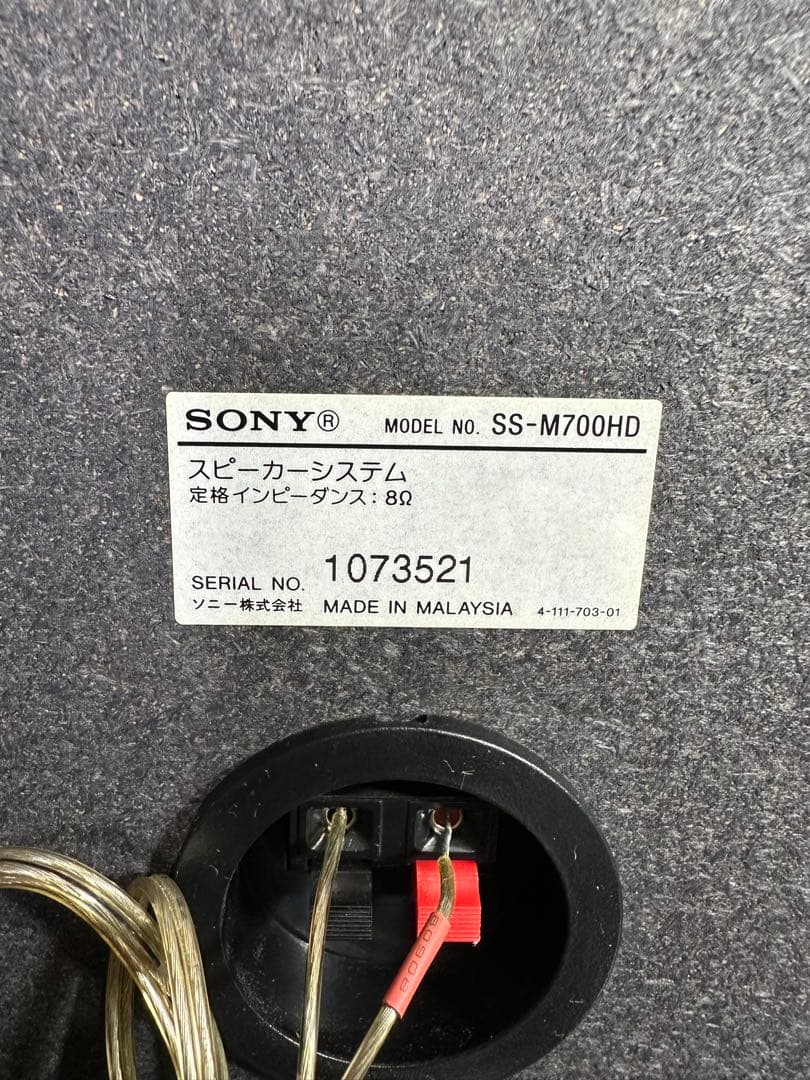 SONY® MODEL NO. SS-M700HD
スピーカーシステム
定格インピーダンス: 8Ω
SERIAL NO. 1073521
ソニー株式会社 MADE IN MALAYSIA 4-111-703-01